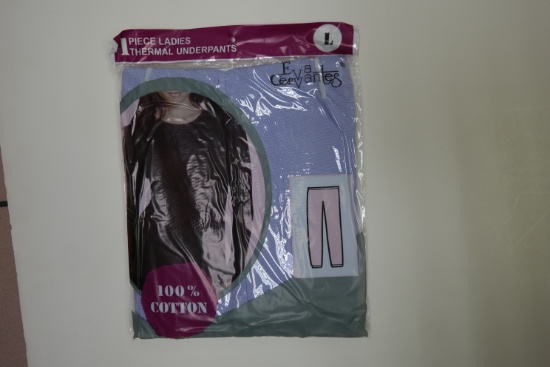 1 PIECE LADIES
THERMAL UNDERPANTS
L
Eva
Cervantes
100%
COTTON